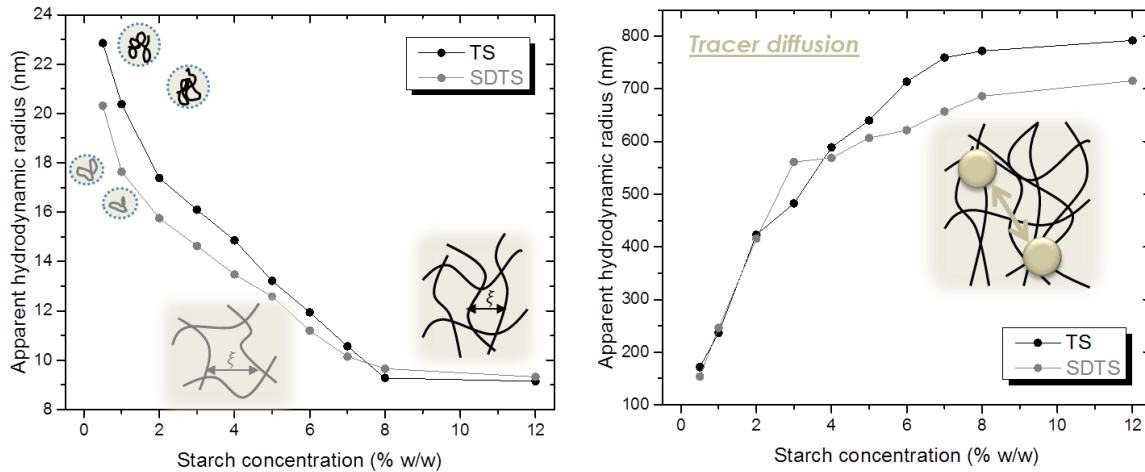 24
22
20
18
16
14
12
10
8
Apparent hydrodynamic radius (nm)
TS
SDTS
ξ
ξ
0 2 4 6 8 10 12
Starch concentration (% w/w)
800
700
600
500
400
300
200
100
Apparent hydrodynamic radius (nm)
Tracer diffusion
TS
SDTS
0 2 4 6 8 10 12
Starch concentration (% w/w)